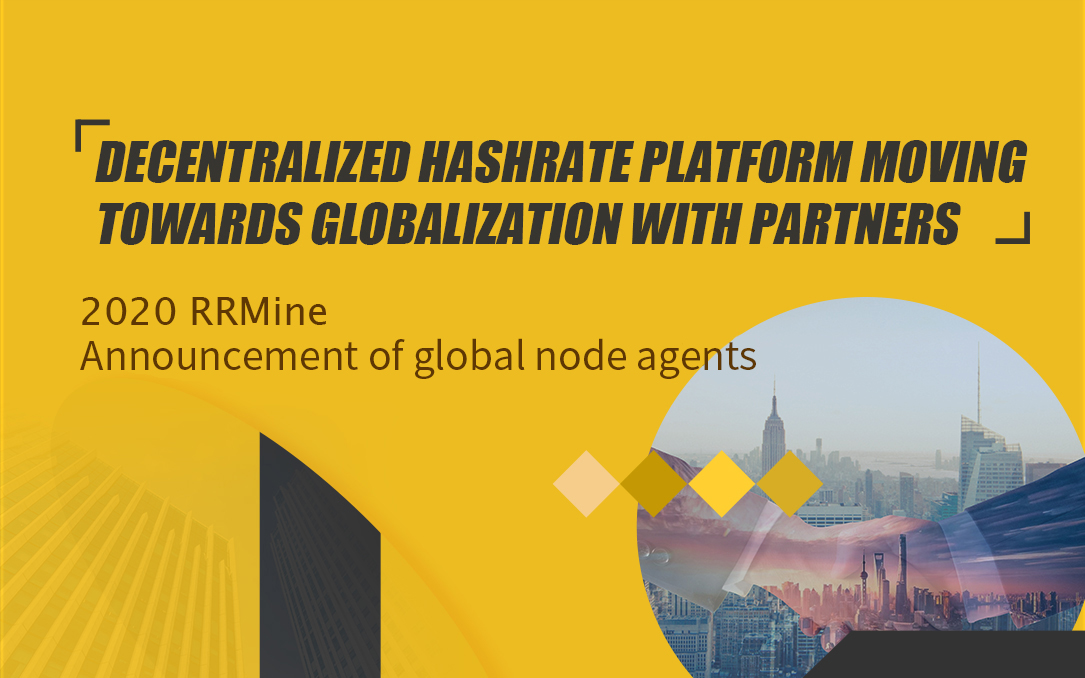 DECENTRALIZED HASHRATE PLATFORM MOVING
TOWARDS GLOBALIZATION WITH PARTNERS
2020 RRMine
Announcement of global node agents